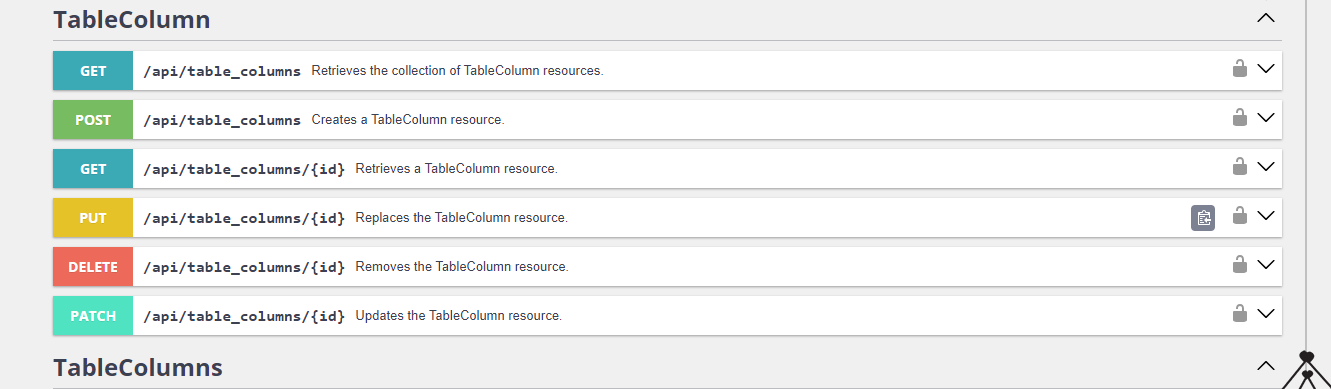 TableColumn
GET /api/table_columns Retrieves the collection of TableColumn resources.
POST /api/table_columns Creates a TableColumn resource.
GET /api/table_columns/{id} Retrieves a TableColumn resource.
PUT /api/table_columns/{id} Replaces the TableColumn resource.
DELETE /api/table_columns/{id} Removes the TableColumn resource.
PATCH /api/table_columns/{id} Updates the TableColumn resource.
TableColumns